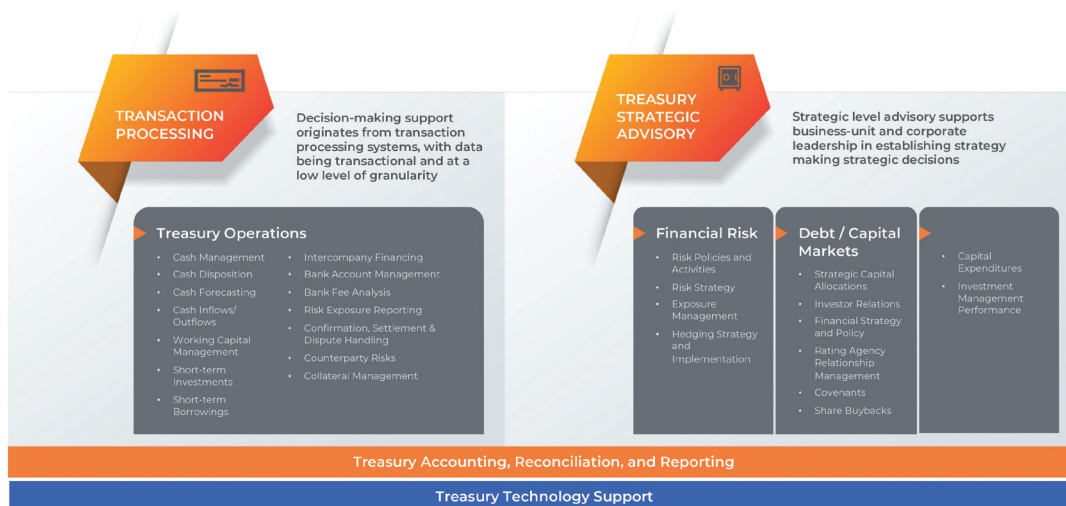 TRANSACTION
PROCESSING
Decision-making support
originates from transaction
processing systems, with data
being transactional and at a
low level of granularity
Treasury Operations
• Cash Management
• Cash Disposition
• Cash Forecasting
• Cash Inflows/
Outflows
• Working Capital
Management
• Short-term
Investments
• Short-term
Borrowings
• Intercompany Financing
• Bank Account Management
• Bank Fee Analysis
• Risk Exposure Reporting
• Confirmation, Settlement &
Dispute Handling
• Counterparty Risks
• Collateral Management
TREASURY
STRATEGIC
ADVISORY
Strategic level advisory supports
business-unit and corporate
leadership in establishing strategy
making strategic decisions
Financial Risk
• Risk Policies and
Activities
• Risk Strategy
• Exposure
Management
• Hedging Strategy
and
Implementation
Debt / Capital
Markets
• Strategic Capital
Allocations
• Investor Relations
• Financial Strategy
and Policy
• Rating Agency
Relationship
Management
• Covenants
• Share Buybacks
• Capital
Expenditures
• Investment
Management
Performance
Treasury Accounting, Reconciliation, and Reporting
Treasury Technology Support